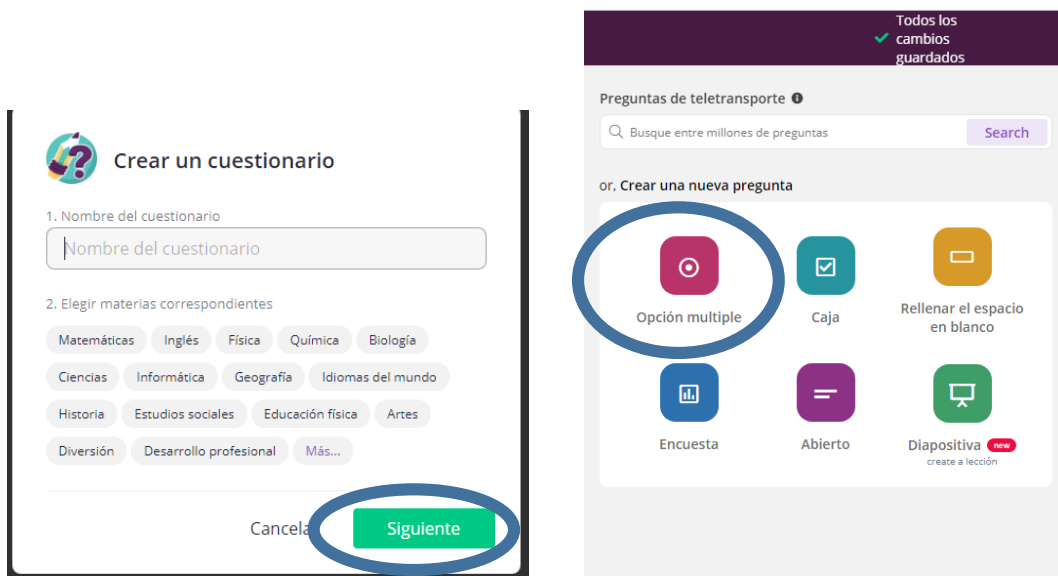 Crear un cuestionario
1. Nombre del cuestionario
Nombre del cuestionario
2. Elegir materias correspondientes
Matemáticas Inglés Física Química Biología
Ciencias Informática Geografía Idiomas del mundo
Historia Estudios sociales Educación física Artes
Diversión Desarrollo profesional Más...
Cancela
Siguiente
Todos los
cambios
guardados
Preguntas de teletransporte
Busque entre millones de preguntas
Search
or, Crear una nueva pregunta
Opción multiple
Caja
Rellenar el espacio
en blanco
Encuesta
Abierto
Diapositiva new
create a lección